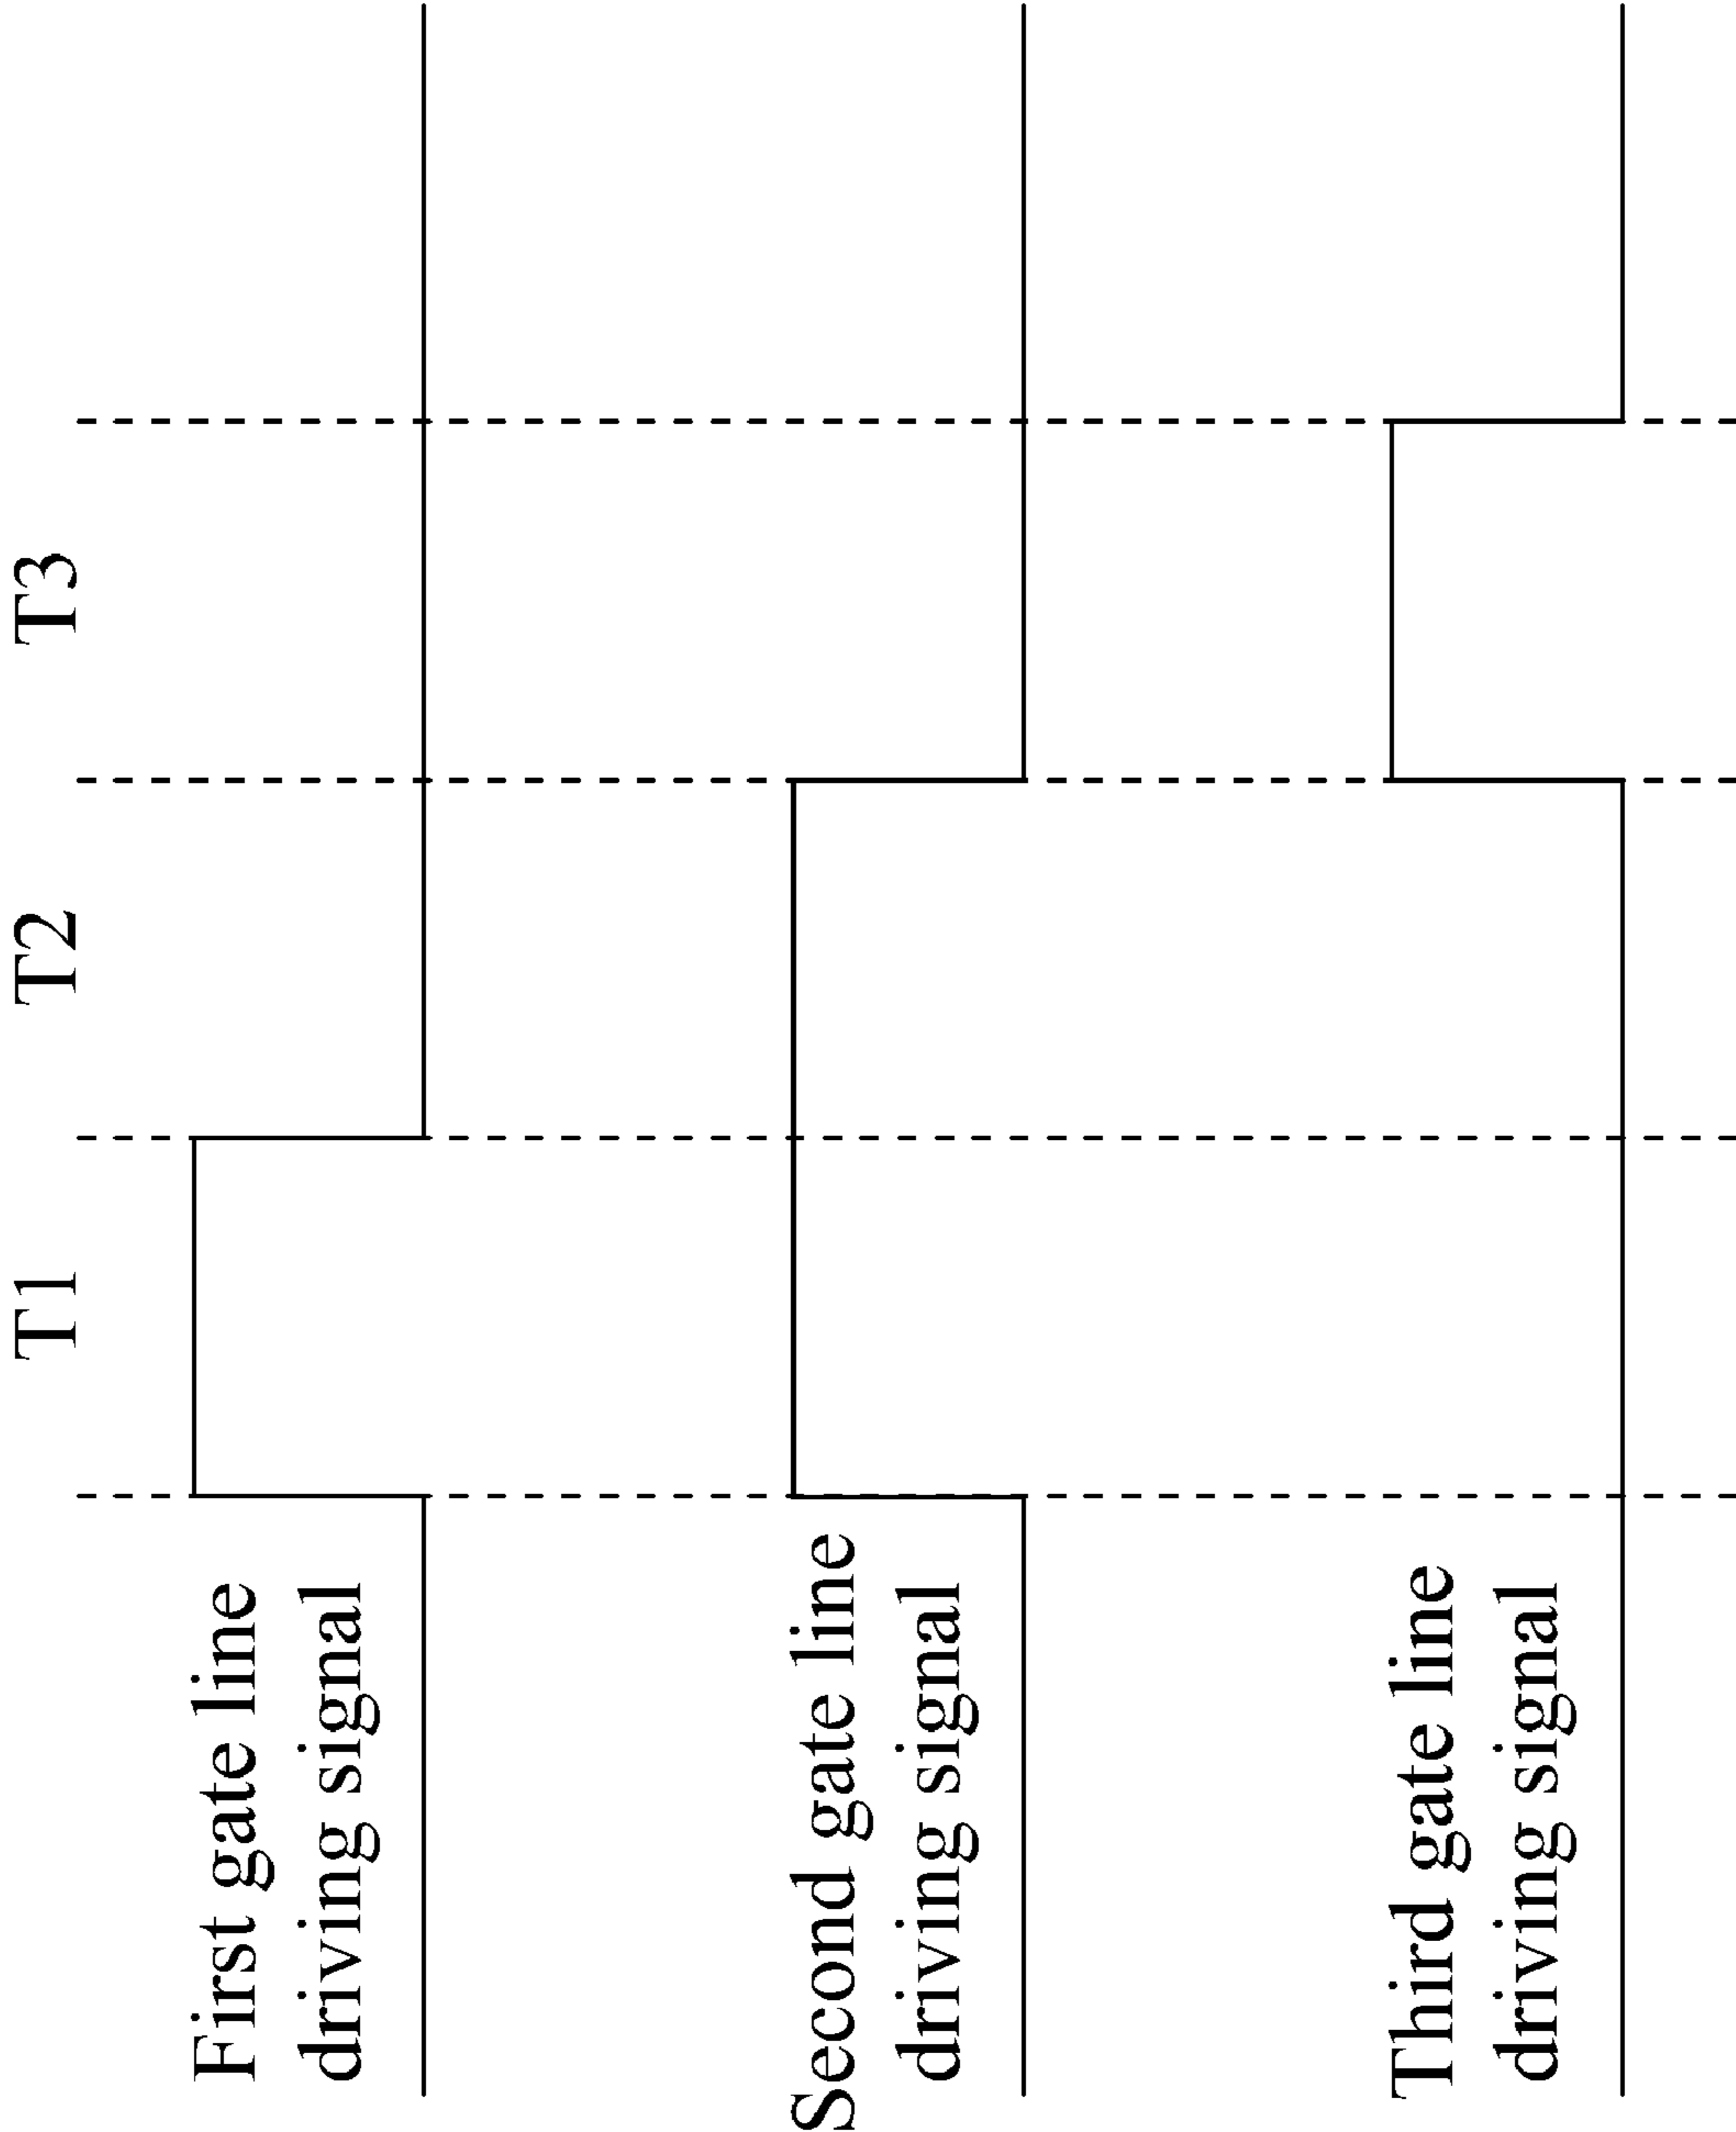 T1
T2
T3
First gate line
driving signal
Second gate line
driving signal
Third gate line
driving signal